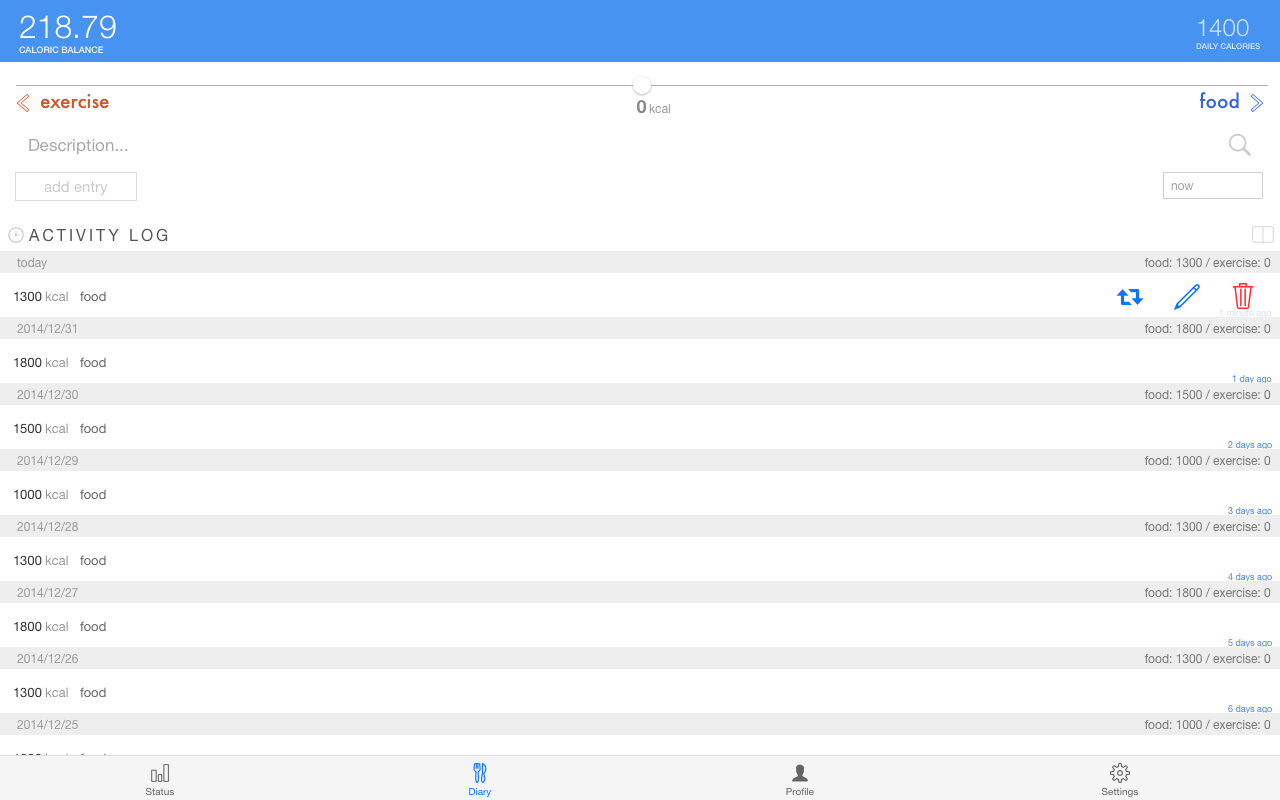 218.79
CALORIC BALANCE
1400
DAILY CALORIES
exercise
0 kcal
food
Description...
add entry
now
ACTIVITY LOG
today food: 1300 / exercise: 0
1300 kcal food
1 minute ago
2014/12/31 food: 1800 / exercise: 0
1800 kcal food
1 day ago
2014/12/30 food: 1500 / exercise: 0
1500 kcal food
2 days ago
2014/12/29 food: 1000 / exercise: 0
1000 kcal food
3 days ago
2014/12/28 food: 1300 / exercise: 0
1300 kcal food
4 days ago
2014/12/27 food: 1800 / exercise: 0
1800 kcal food
5 days ago
2014/12/26 food: 1300 / exercise: 0
1300 kcal food
6 days ago
2014/12/25 food: 1000 / exercise: 0
Status
Diary
Profile
Settings